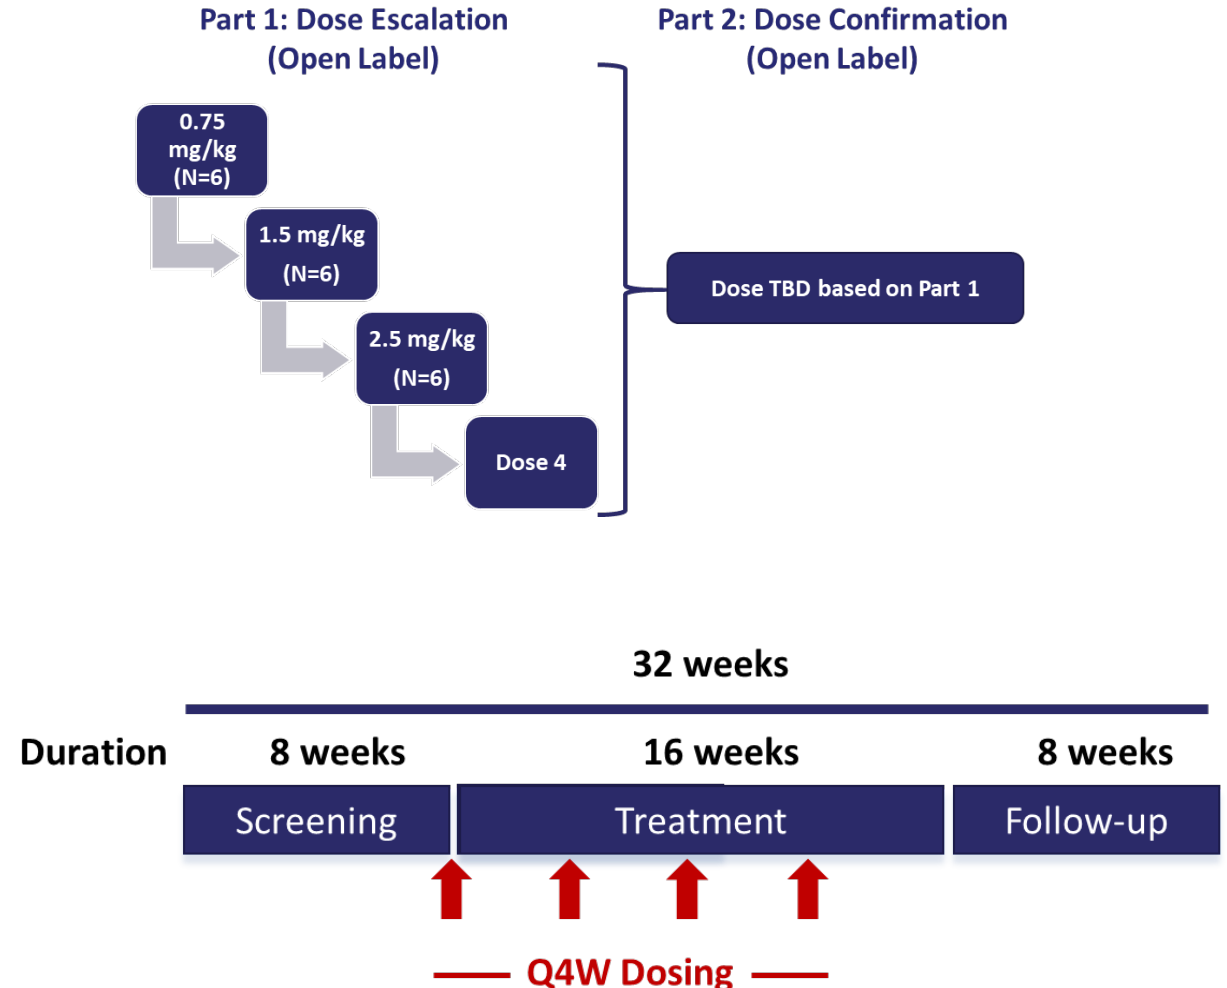 Part 1: Dose Escalation
(Open Label)
Part 2: Dose Confirmation
(Open Label)
0.75
mg/kg
(N=6)
1.5 mg/kg
(N=6)
2.5 mg/kg
(N=6)
Dose 4
Dose TBD based on Part 1
32 weeks
Duration
8 weeks
16 weeks
8 weeks
Screening
Treatment
Follow-up
Q4W Dosing